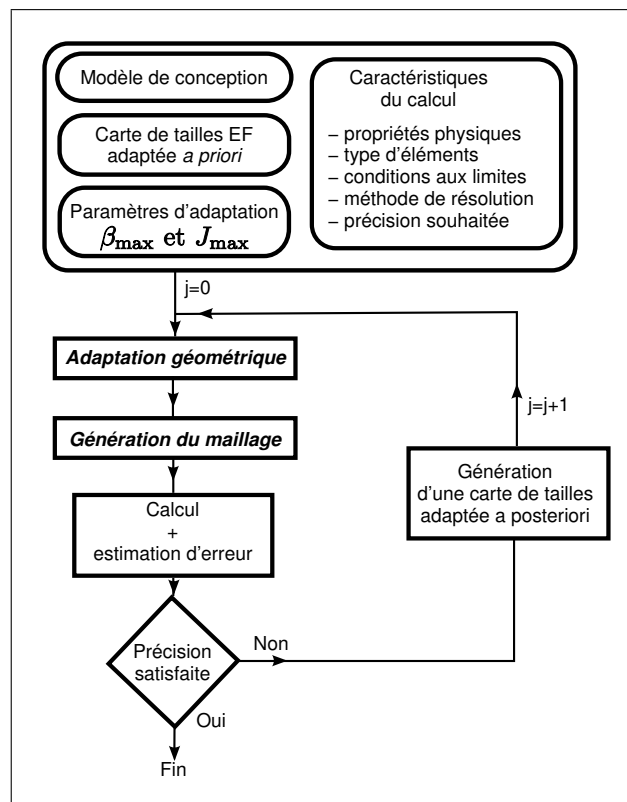 Modèle de conception
Carte de tailles EF
adaptée a priori
Paramètres d'adaptation
βmax et Jmax
Caractéristiques
du calcul
– propriétés physiques
– type d'éléments
– conditions aux limites
– méthode de résolution
– précision souhaitée
j=0
Adaptation géométrique
Génération du maillage
Calcul
+
estimation d'erreur
Précision
satisfaite
Non
Oui
Fin
j=j+1
Génération
d'une carte de tailles
adaptée a posteriori